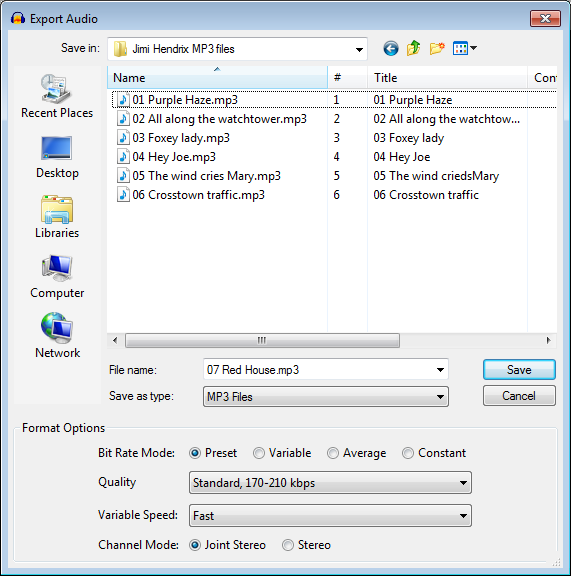 Export Audio
Save in: Jimi Hendrix MP3 files
Name # Title Con
Recent Places
01 Purple Haze.mp3 1 01 Purple Haze
02 All along the watchtower.mp3 2 02 All along the watchtow...
03 Foxey lady.mp3 3 03 Foxey lady
04 Hey Joe.mp3 4 04 Hey Joe
05 The wind cries Mary.mp3 5 05 The wind criedsMary
06 Crosstown traffic.mp3 6 06 Crosstown traffic
Desktop
Libraries
Computer
Network
File name: 07 Red House.mp3 Save
Save as type: MP3 Files Cancel
Format Options
Bit Rate Mode: Preset Variable Average Constant
Quality Standard, 170-210 kbps
Variable Speed: Fast
Channel Mode: Joint Stereo Stereo